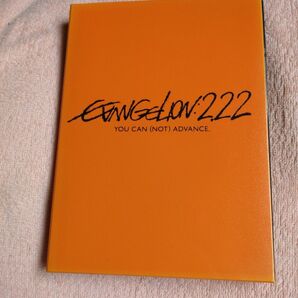 EVANGELION:2.22
YOU CAN (NOT) ADVANCE.